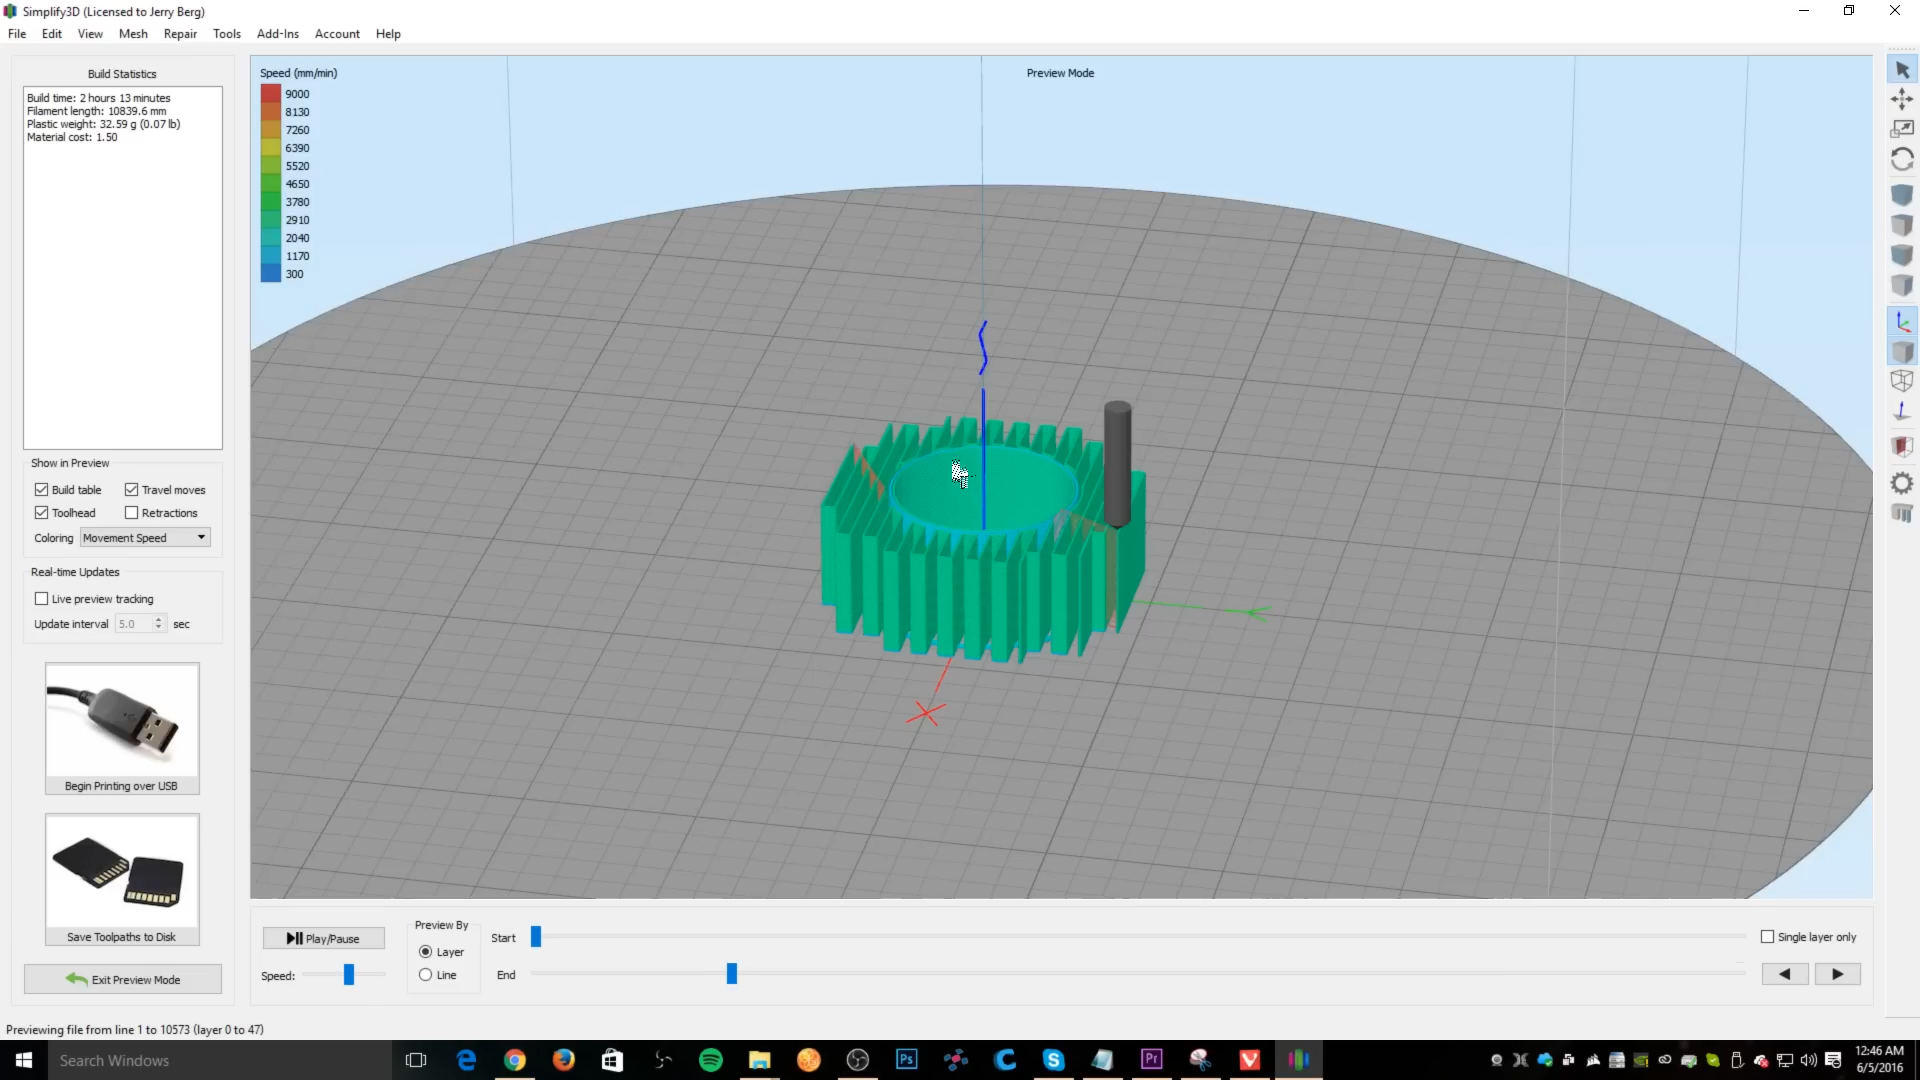 Simplify3D (Licensed to Jerry Berg)
File Edit View Mesh Repair Tools Add-Ins Account Help
Build Statistics
Build time: 2 hours 13 minutes
Filament length: 10839.6 mm
Plastic weight: 32.59 g (0.07 lb)
Material cost: 1.50
Show in Preview
Build table Travel moves
Toolhead Retractions
Coloring Movement Speed
Real-time Updates
Live preview tracking
Update interval 5.0 sec
Begin Printing over USB
Save Toolpaths to Disk
Exit Preview Mode
Speed (mm/min)
9000
8130
7260
6390
5520
4650
3780
2910
2040
1170
300
Preview Mode
Play/Pause
Speed:
Preview By
Layer
Line
Start
End
Single layer only
Previewing file from line 1 to 10573 (layer 0 to 47)
Search Windows
Ps
Pr
12:46 AM
6/5/2016